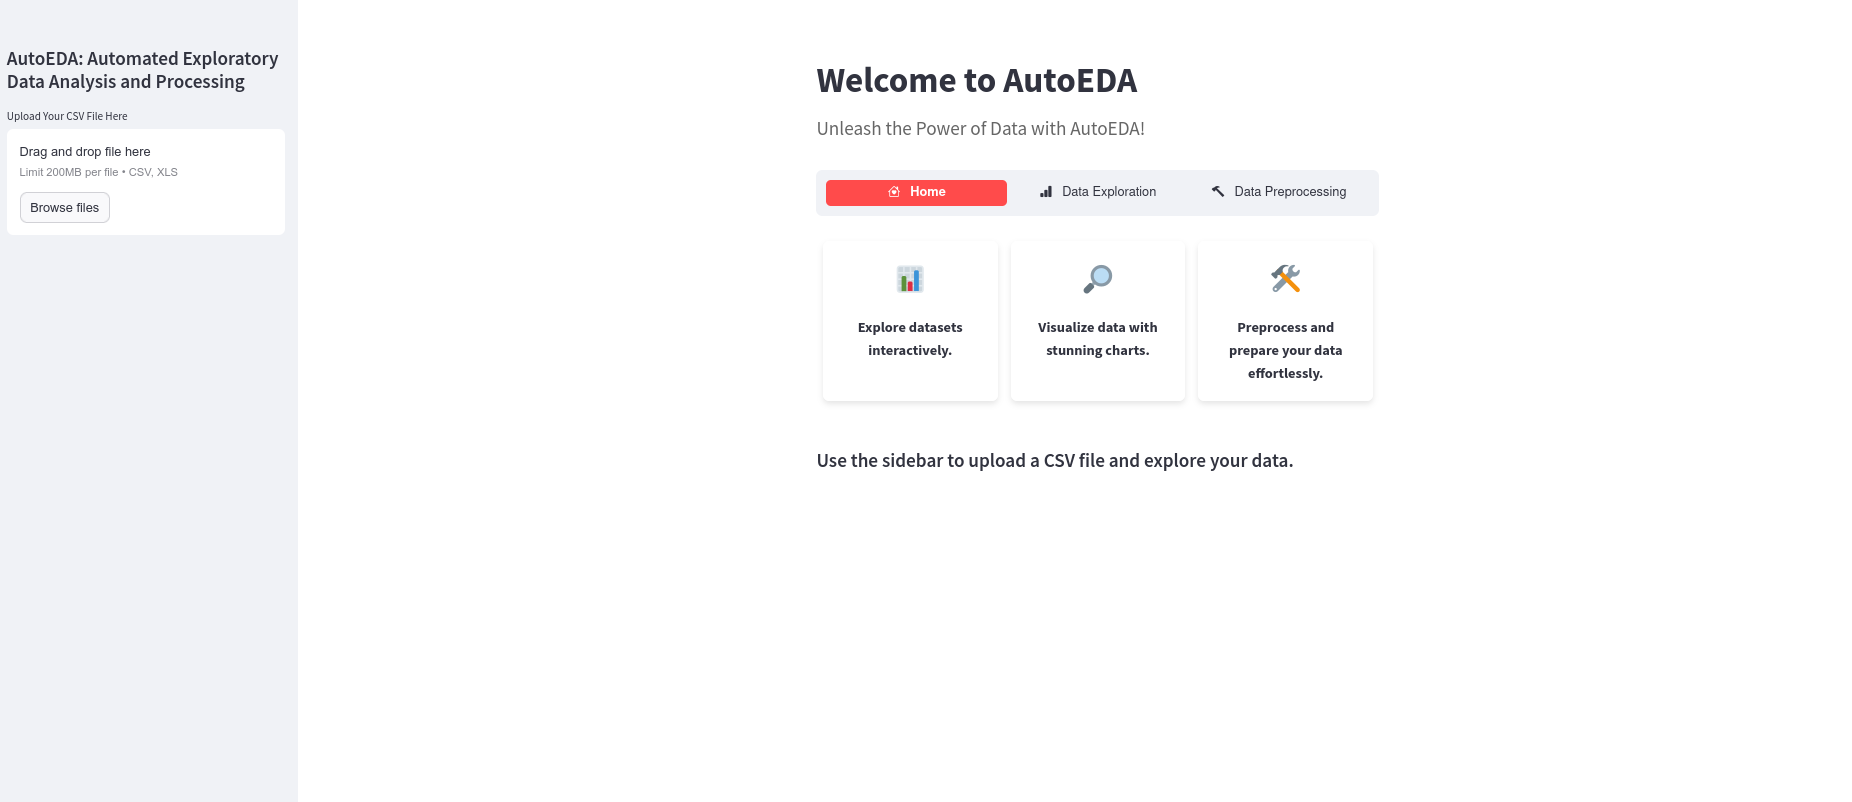 AutoEDA: Automated Exploratory
Data Analysis and Processing
Upload Your CSV File Here
Drag and drop file here
Limit 200MB per file • CSV, XLS
Browse files
Welcome to AutoEDA
Unleash the Power of Data with AutoEDA!
Home
Data Exploration
Data Preprocessing
Explore datasets
interactively.
Visualize data with
stunning charts.
Preprocess and
prepare your data
effortlessly.
Use the sidebar to upload a CSV file and explore your data.